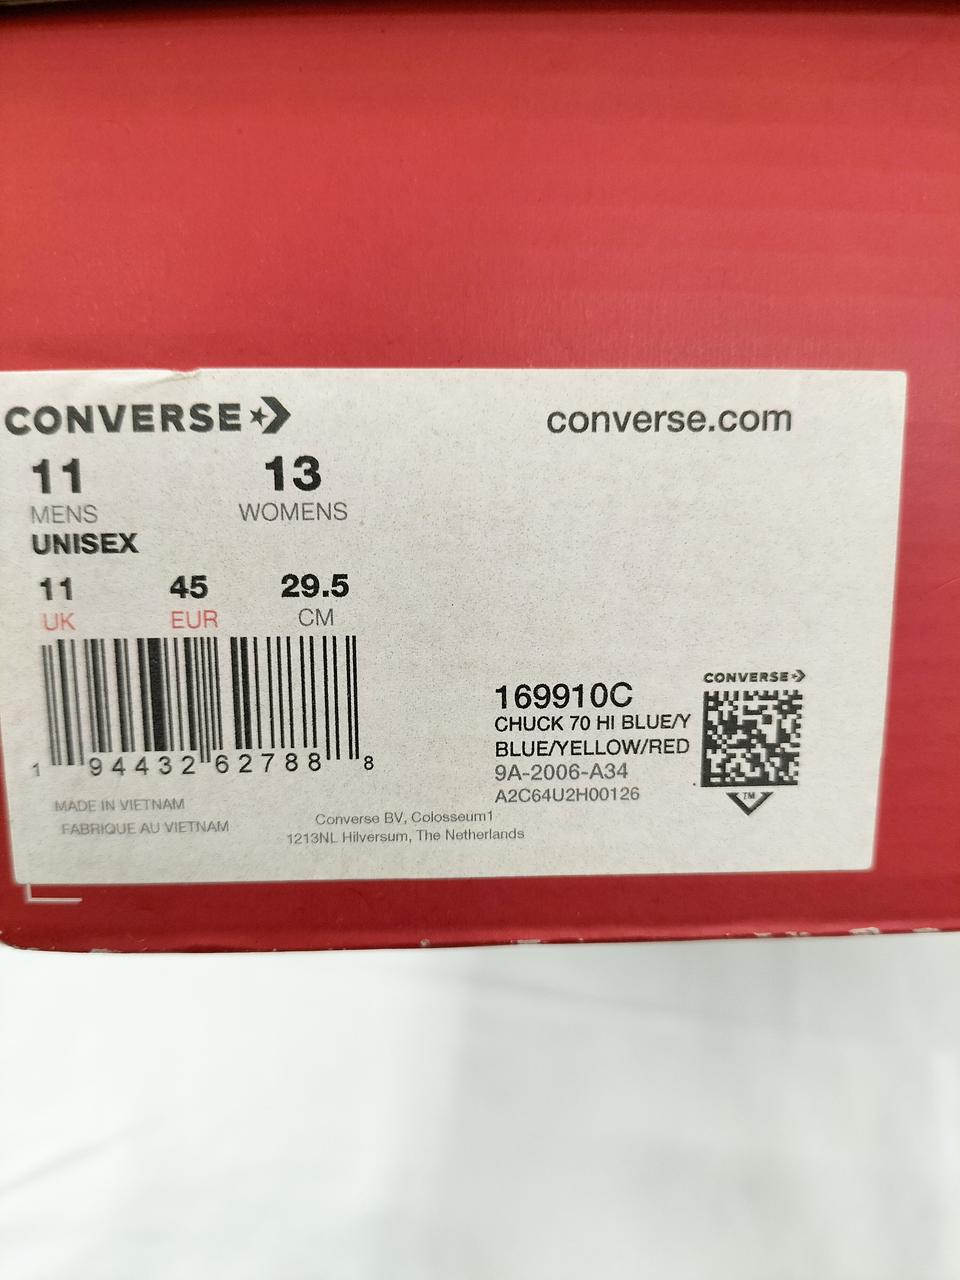 CONVERSE
converse.com
11 13
MENS WOMENS
UNISEX
11 45 29.5
UK EUR CM
1 94432 62788 8
MADE IN VIETNAM
FABRIQUE AU VIETNAM
Converse BV, Colosseum1
1213NL Hilversum, The Netherlands
169910C
CHUCK 70 HI BLUE/Y
BLUE/YELLOW/RED
9A-2006-A34
A2C64U2H00126
CONVERSE
TM